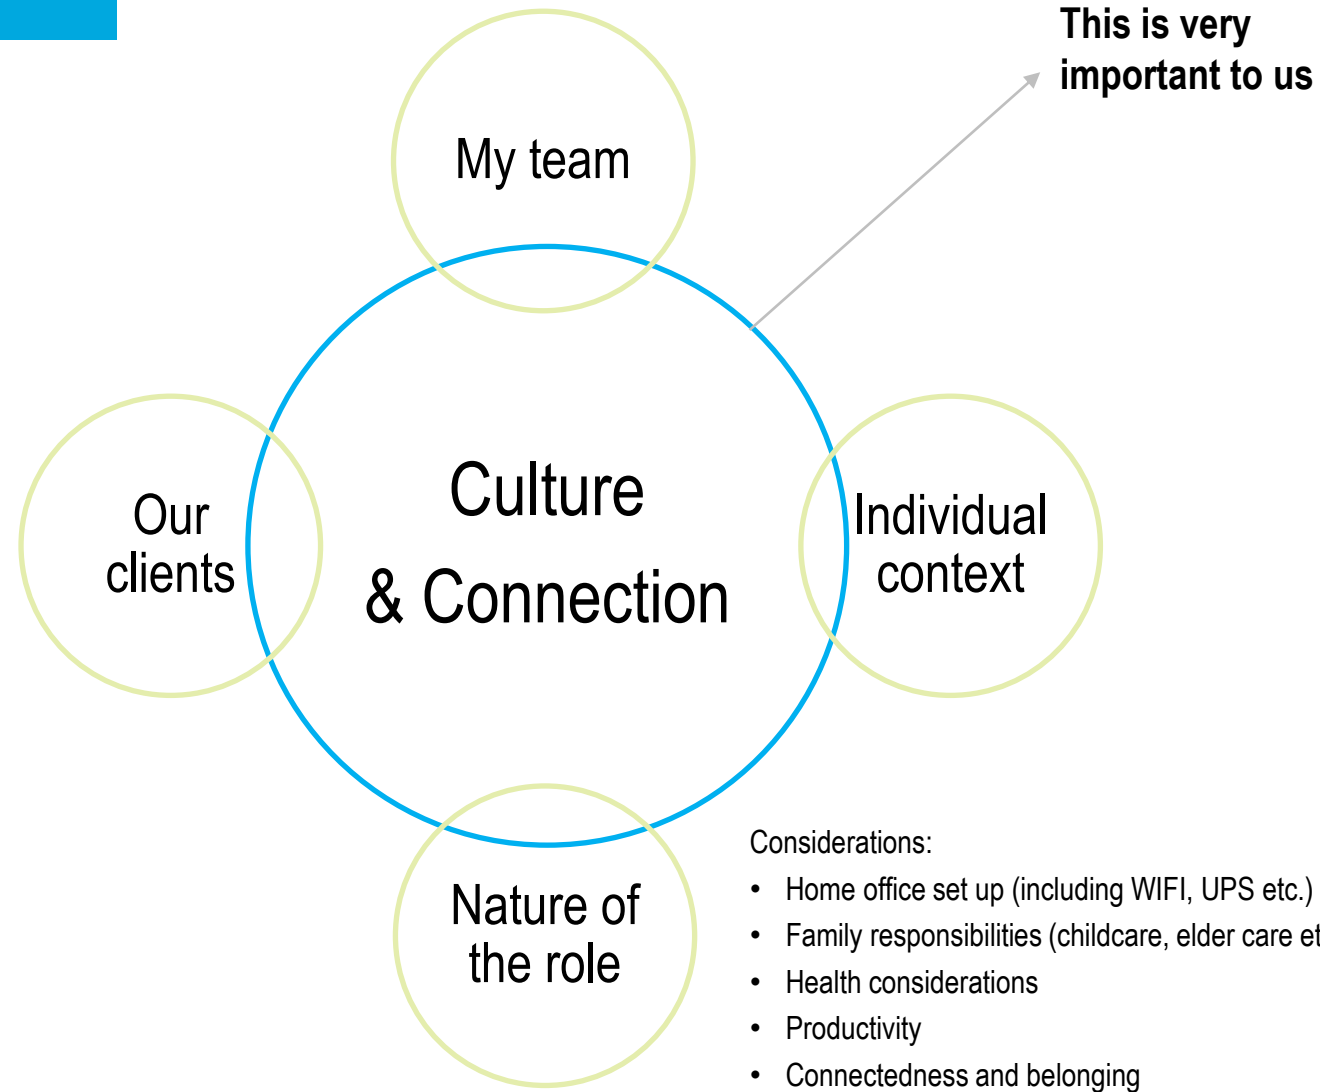 This is very
important to us
My team
Our
clients
Culture
& Connection
Individual
context
Nature of
the role
Considerations:
• Home office set up (including WIFI, UPS etc.)
• Family responsibilities (childcare, elder care et
• Health considerations
• Productivity
• Connectedness and belonging